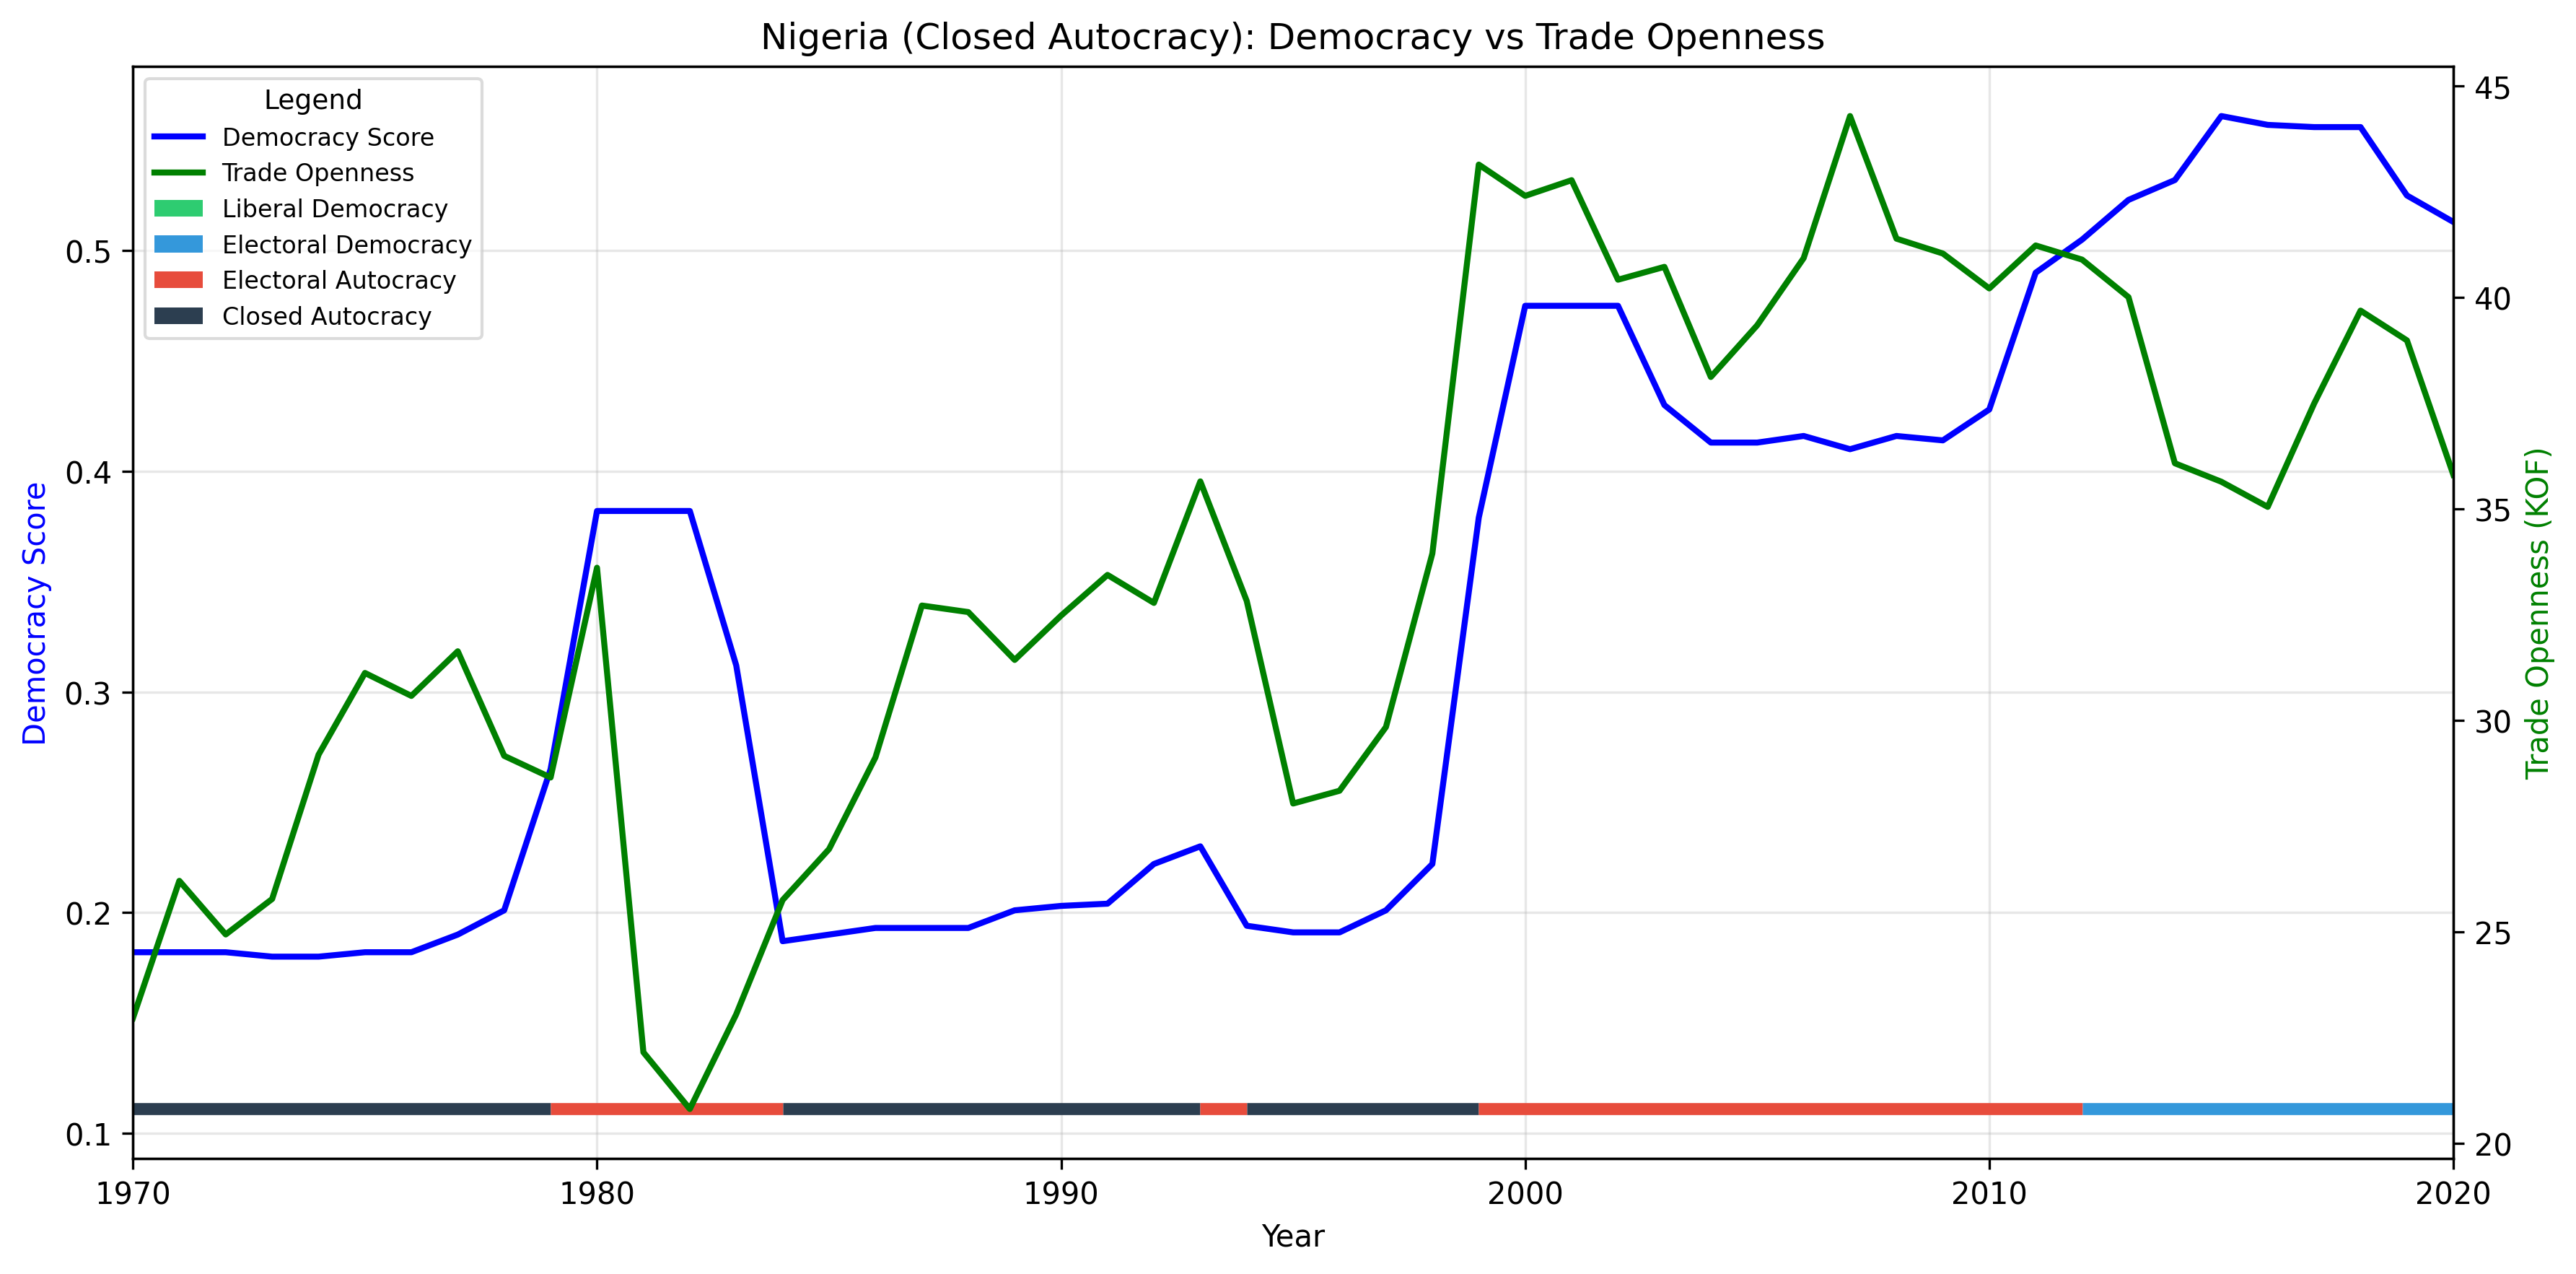 Nigeria (Closed Autocracy): Democracy vs Trade Openness
Legend
Democracy Score
Trade Openness
Liberal Democracy
Electoral Democracy
Electoral Autocracy
Closed Autocracy
Democracy Score
0.5
0.4
0.3
0.2
0.1
45
40
35
30
25
20
Trade Openness (KOF)
1970
1980
1990
2000
2010
2020
Year